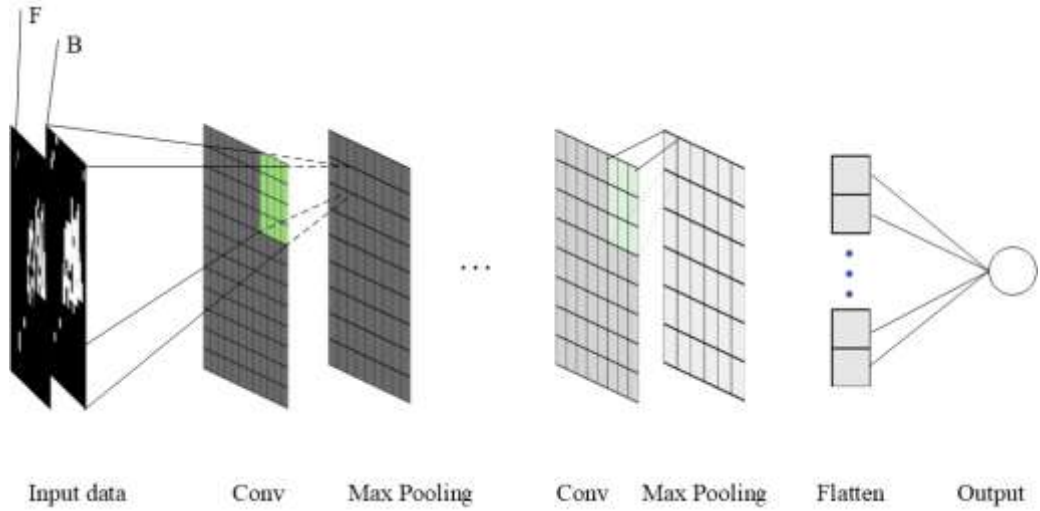 F
B
...
Input data
Conv
Max Pooling
Conv
Max Pooling
Flatten
Output